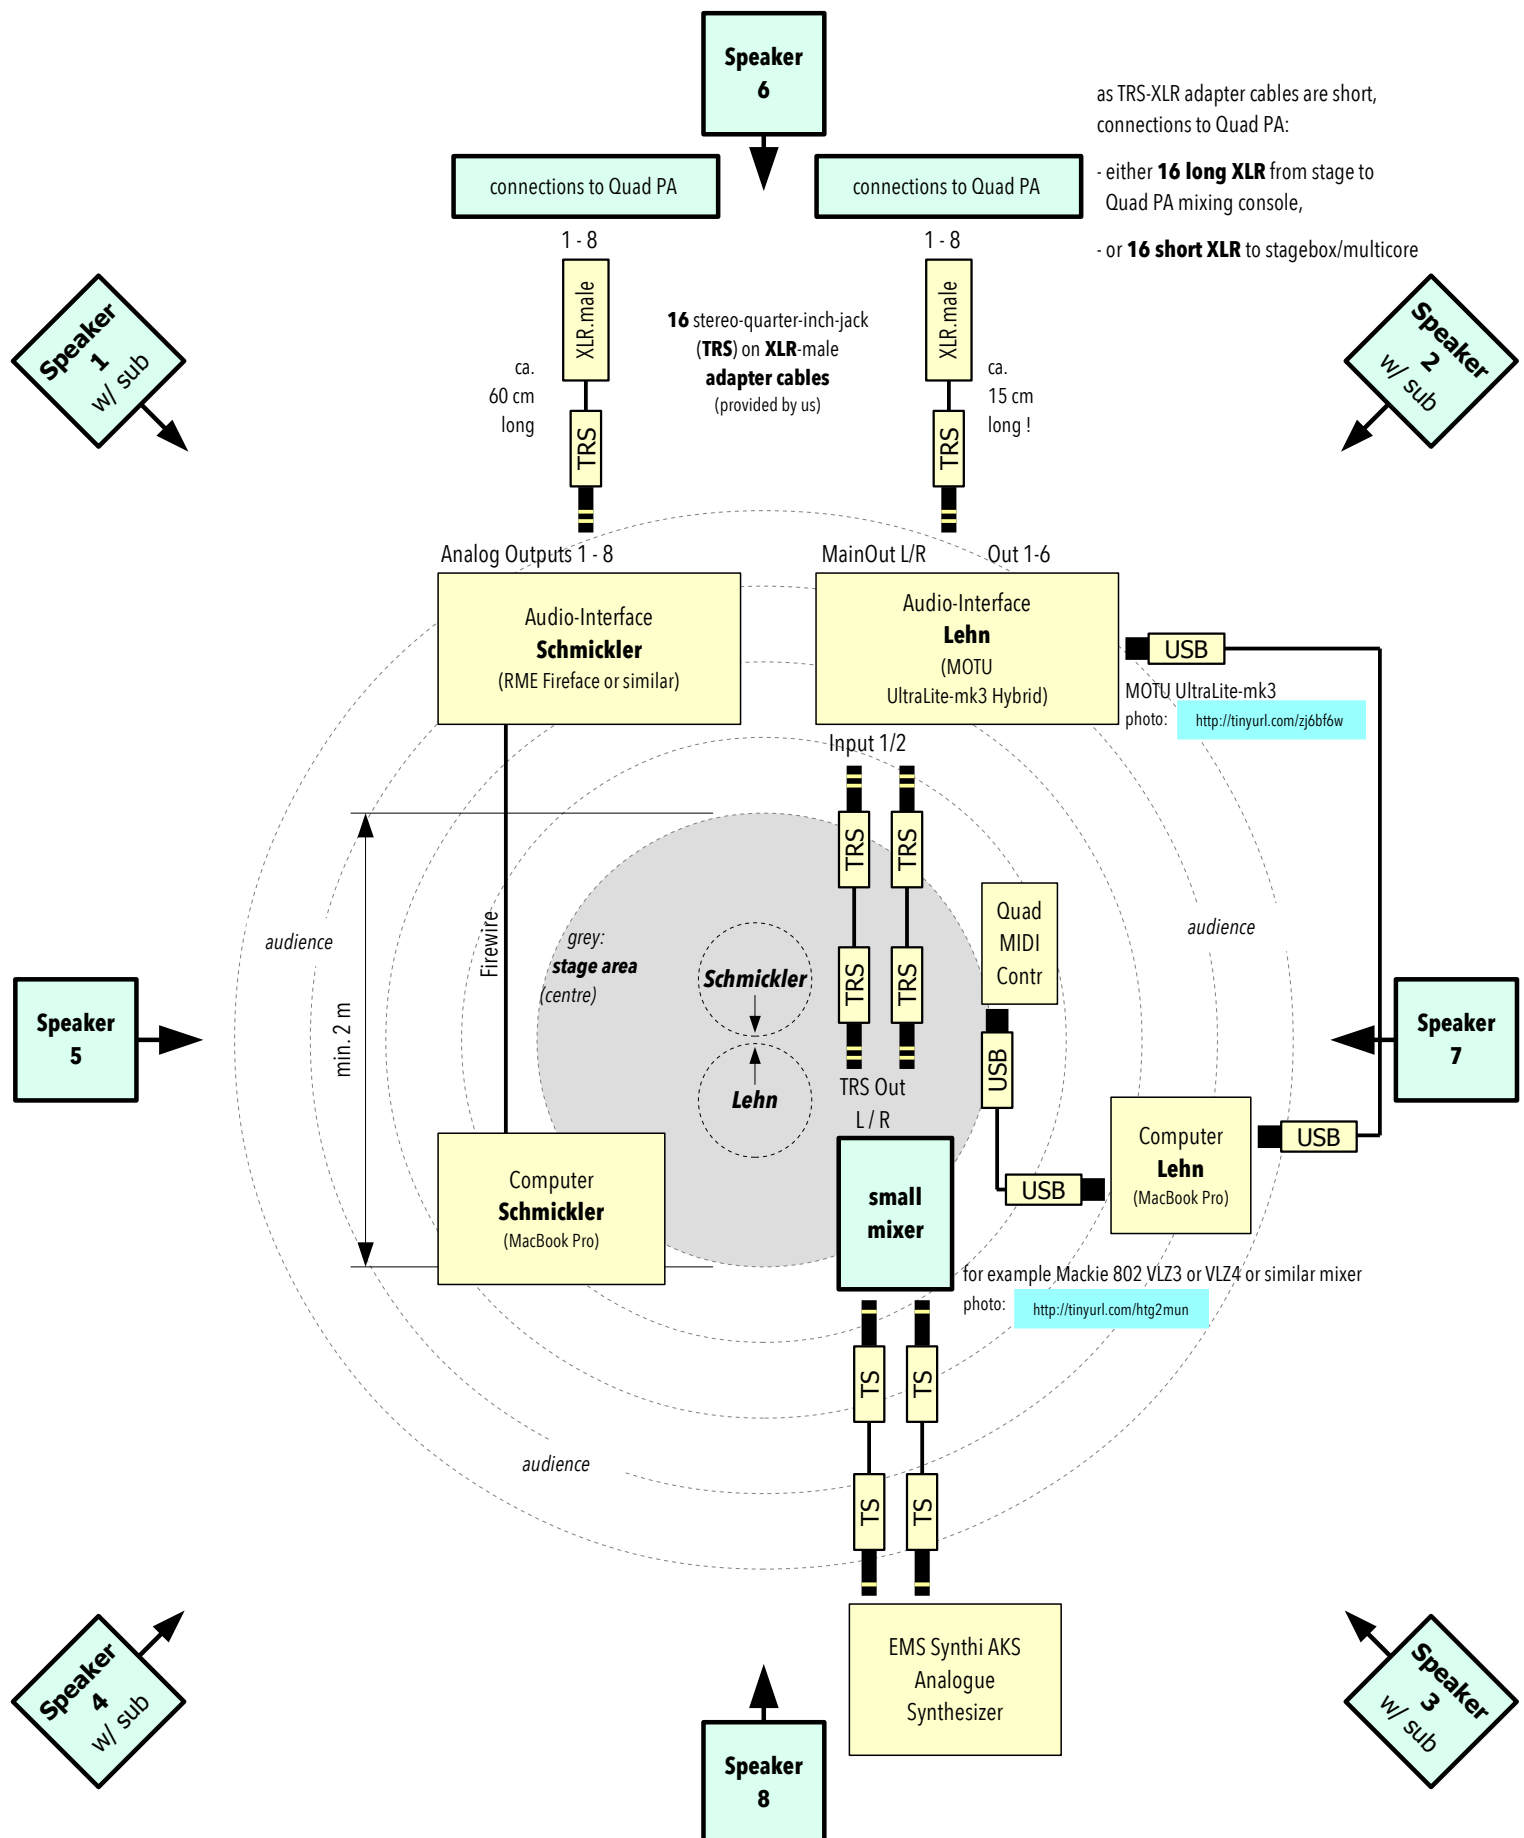 Speaker
6
as TRS-XLR adapter cables are short,
connections to Quad PA:
- either 16 long XLR from stage to
Quad PA mixing console,
- or 16 short XLR to stagebox/multicore
connections to Quad PA
connections to Quad PA
1 - 8
1 - 8
XLR.male
XLR.male
16 stereo-quarter-inch-jack
(TRS) on XLR-male
adapter cables
(provided by us)
ca.
60 cm
long
ca.
15 cm
long !
TRS
TRS
Speaker
1
w/ sub
Speaker
2
w/ sub
Analog Outputs 1 - 8
MainOut L/R
Out 1-6
Audio-Interface
Schmickler
(RME Fireface or similar)
Audio-Interface
Lehn
(MOTU
UltraLite-mk3 Hybrid)
USB
MOTU UltraLite-mk3
photo:
http://tinyurl.com/zj6bf6w
Input 1/2
TRS
TRS
TRS
TRS
Firewire
min. 2 m
audience
grey:
stage area
(centre)
Schmickler
Lehn
Quad
MIDI
Contr
audience
Speaker
5
Speaker
7
USB
TRS Out
L / R
USB
USB
Computer
Schmickler
(MacBook Pro)
small
mixer
Computer
Lehn
(MacBook Pro)
for example Mackie 802 VLZ3 or VLZ4 or similar mixer
photo:
http://tinyurl.com/htg2mun
TS
TS
audience
TS
TS
EMS Synthi AKS
Analogue
Synthesizer
Speaker
4
w/ sub
Speaker
3
w/ sub
Speaker
8